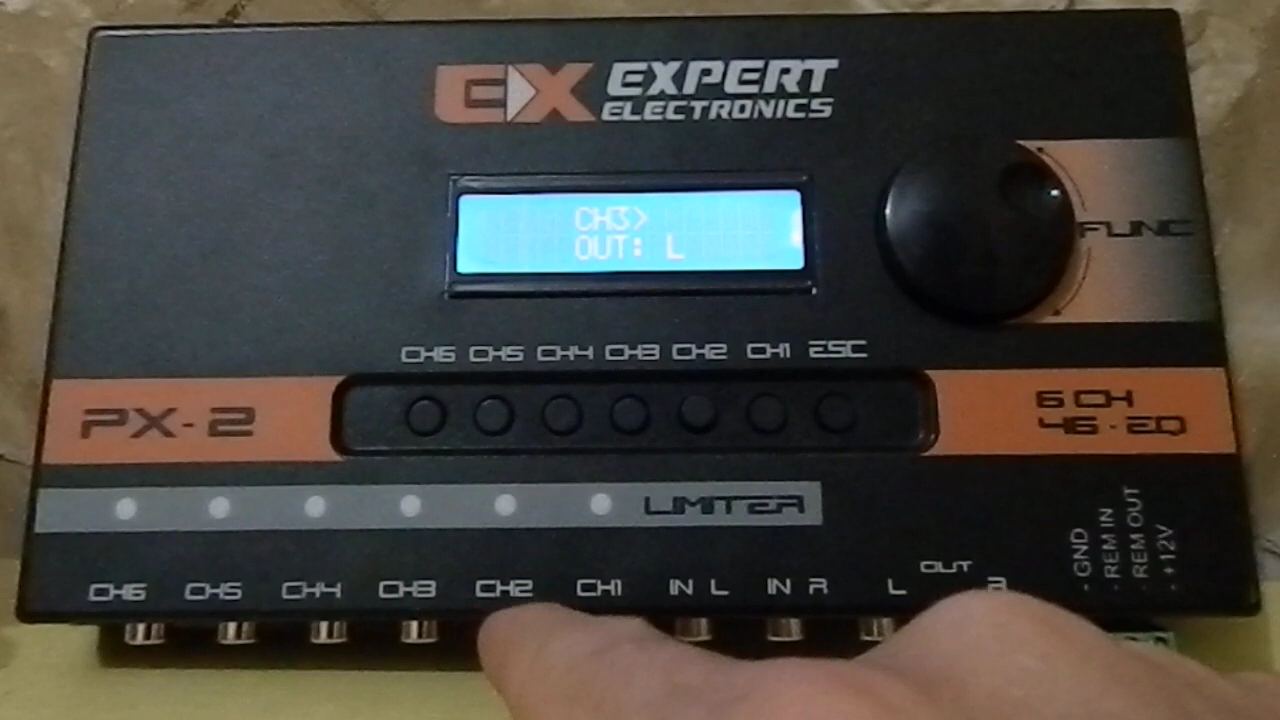 EX EXPERT
ELECTRONICS
CH3>
OUT: L
FUNC
CH6 CH5 CH4 CH3 CH2 CH1 ESC
PX-2
6 CH
46 · EQ
LIMITER
- GND
- REM IN
- REM OUT
- +12V
OUT
CH6 CH5 CH4 CH3 CH2 CH1 IN L IN R L R